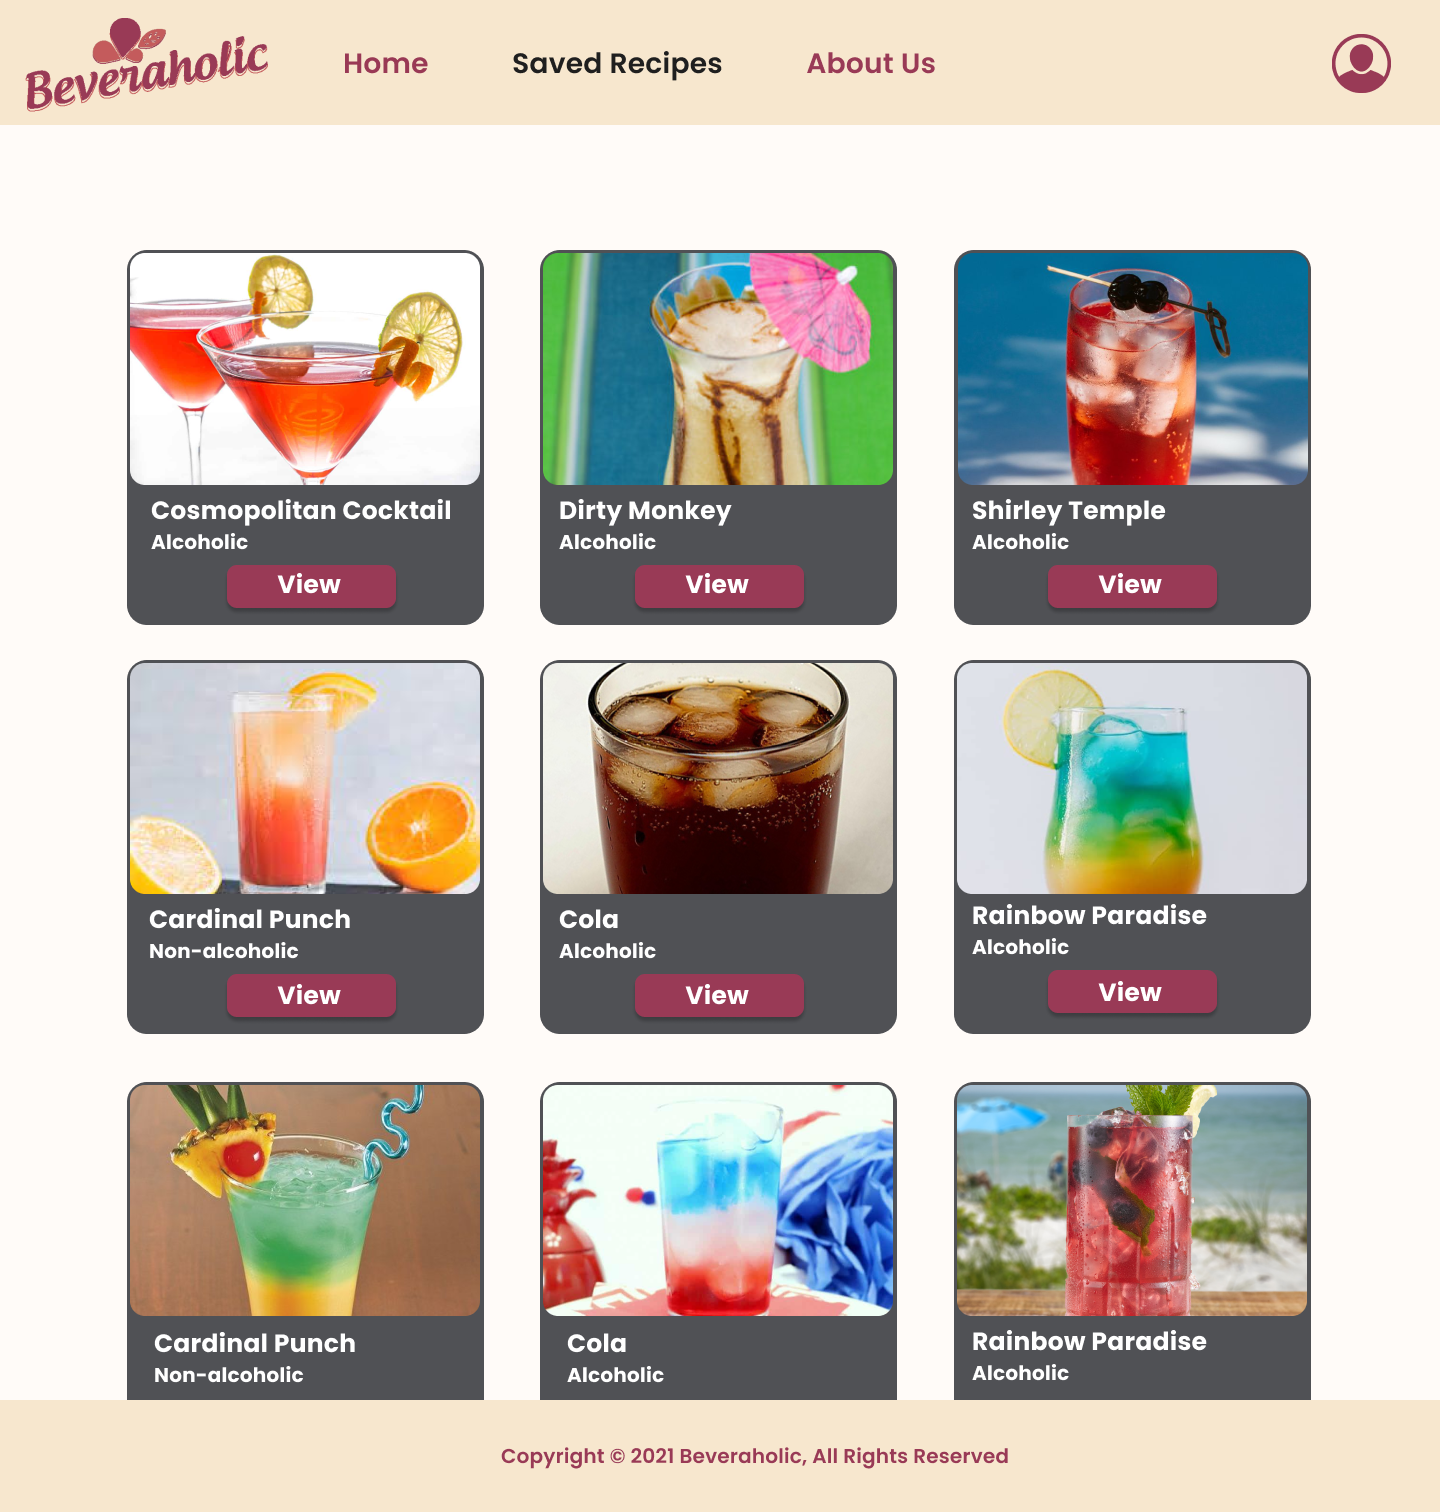 Beveraholic
Home
Saved Recipes
About Us
Cosmopolitan Cocktail
Alcoholic
View
Dirty Monkey
Alcoholic
View
Shirley Temple
Alcoholic
View
Cardinal Punch
Non-alcoholic
View
Cola
Alcoholic
View
Rainbow Paradise
Alcoholic
View
Cardinal Punch
Non-alcoholic
Cola
Alcoholic
Rainbow Paradise
Alcoholic
Copyright © 2021 Beveraholic, All Rights Reserved